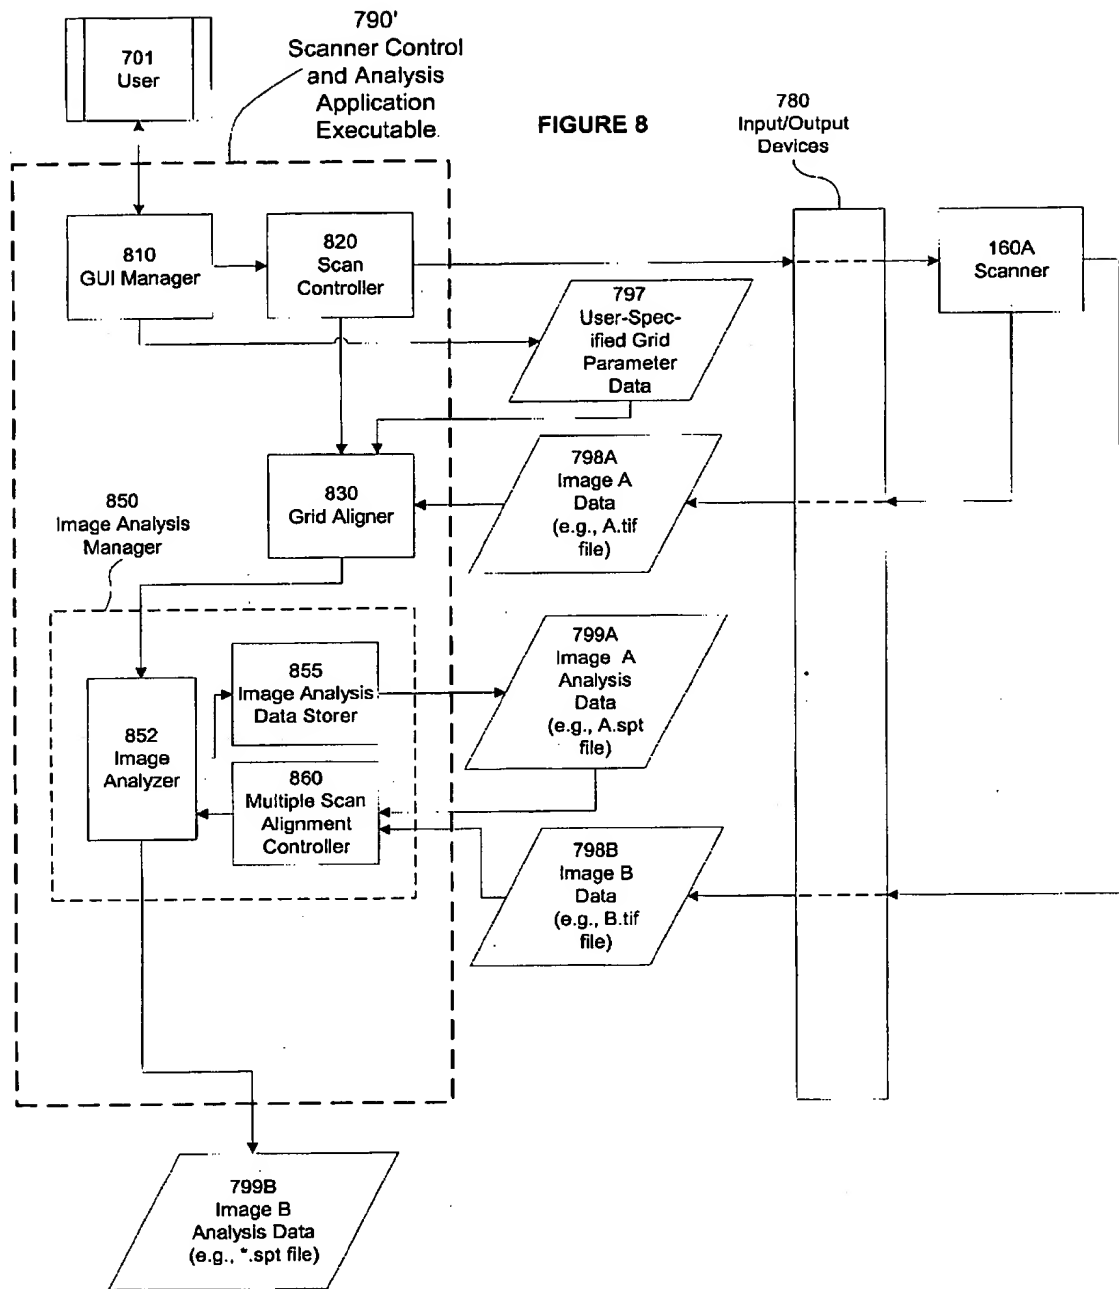 790'
Scanner Control
and Analysis
Application
Executable.
701
User
FIGURE 8
780
Input/Output
Devices
810
GUI Manager
820
Scan
Controller
160A
Scanner
797
User-Spec-
ified Grid
Parameter
Data
830
Grid Aligner
798A
Image A
Data
(e.g., A.tif
file)
850
Image Analysis
Manager
852
Image
Analyzer
855
Image Analysis
Data Storer
799A
Image A
Analysis
Data
(e.g., A.spt
file)
860
Multiple Scan
Alignment
Controller
798B
Image B
Data
(e.g., B.tif
file)
799B
Image B
Analysis Data
(e.g., *.spt file)